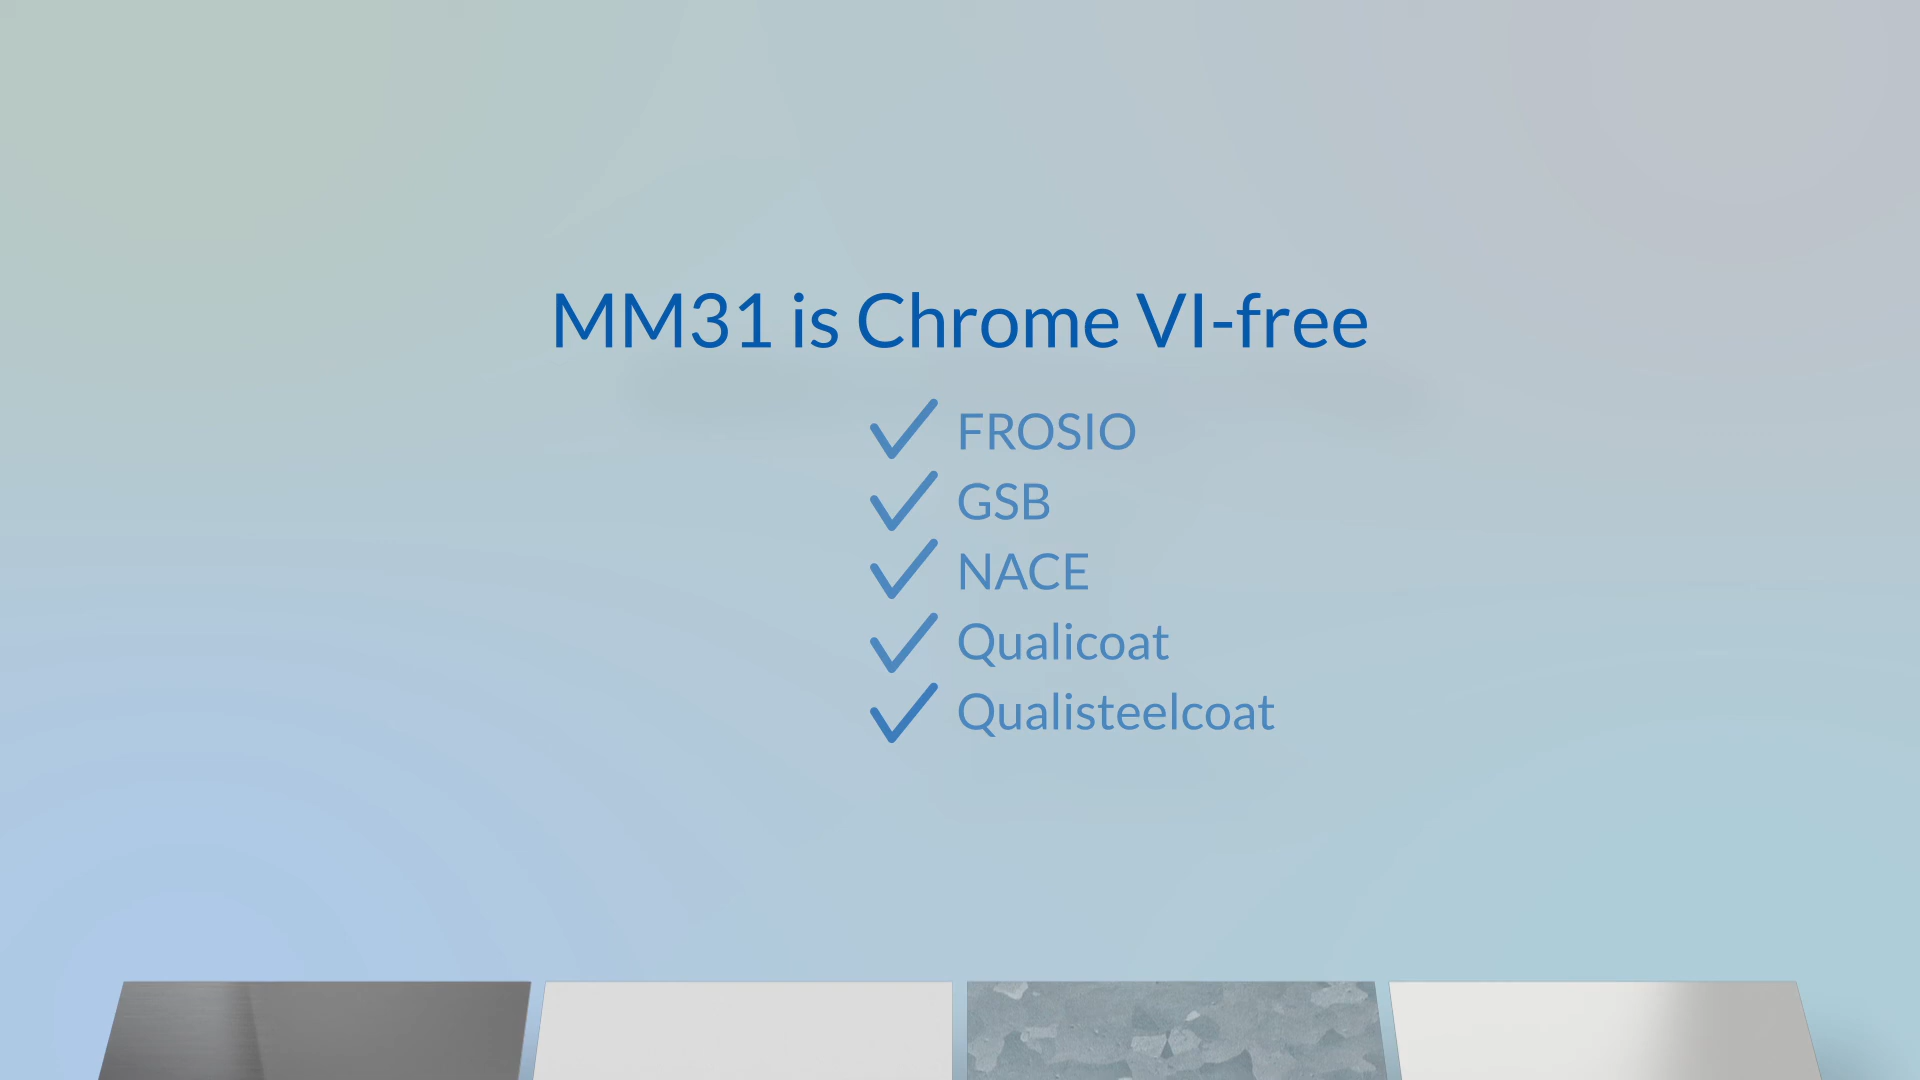 MM31 is Chrome VI-free
FROSIO
GSB
NACE
Qualicoat
Qualisteelcoat